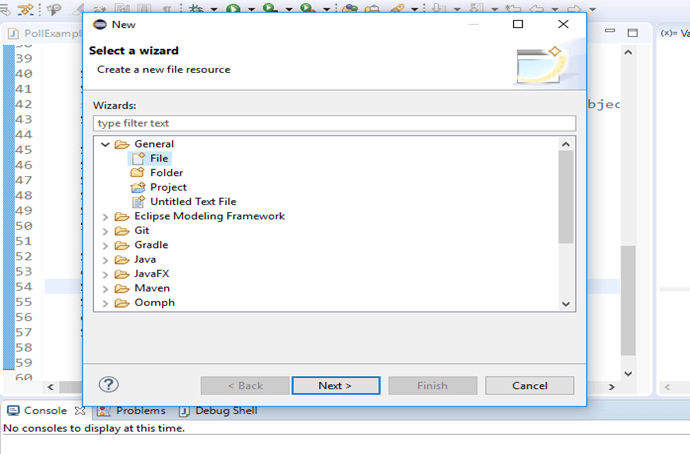 New
PollExamp
Select a wizard
Create a new file resource
(x)= Va
Wizards:
type filter text
General
File
Folder
Project
Untitled Text File
Eclipse Modeling Framework
Git
Gradle
Java
JavaFX
Maven
Oomph
38
39
40
41
42
bjec
43
45
46
47
48
49
50
51
52
53
54
55
56
57
58
59
60
< Back
Next >
Finish
Cancel
Console
Problems
Debug Shell
No consoles to display at this time.